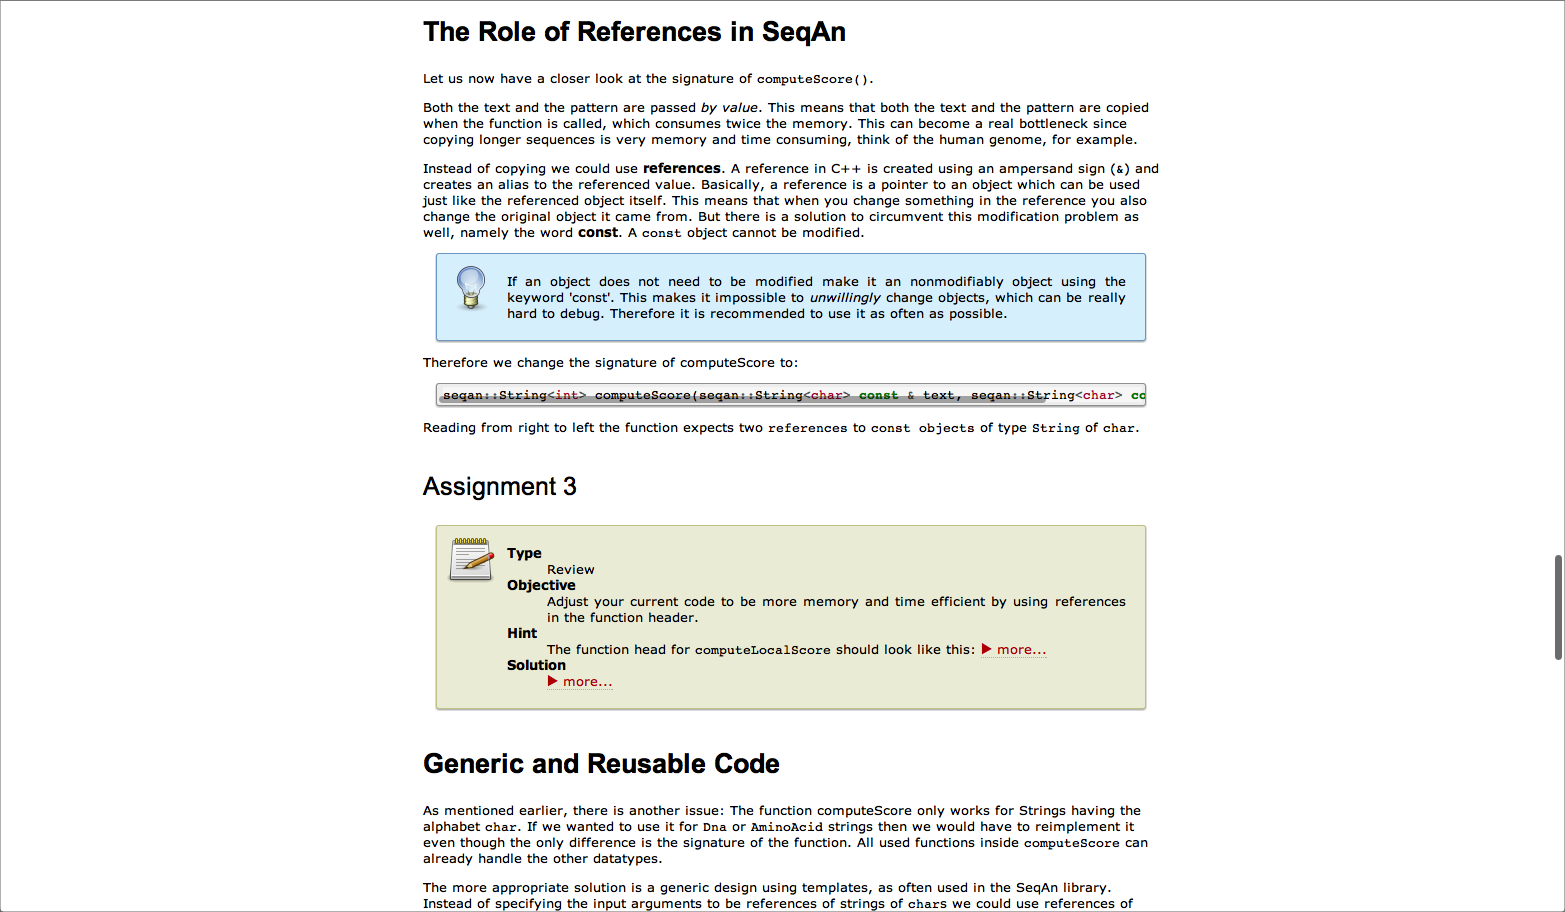 The Role of References in SeqAn
Let us now have a closer look at the signature of computeScore().
Both the text and the pattern are passed by value. This means that both the text and the pattern are copied
when the function is called, which consumes twice the memory. This can become a real bottleneck since
copying longer sequences is very memory and time consuming, think of the human genome, for example.
Instead of copying we could use references. A reference in C++ is created using an ampersand sign (&) and
creates an alias to the referenced value. Basically, a reference is a pointer to an object which can be used
just like the referenced object itself. This means that when you change something in the reference you also
change the original object it came from. But there is a solution to circumvent this modification problem as
well, namely the word const. A const object cannot be modified.
If an object does not need to be modified make it an nonmodifiably object using the
keyword 'const'. This makes it impossible to unwillingly change objects, which can be really
hard to debug. Therefore it is recommended to use it as often as possible.
Therefore we change the signature of computeScore to:
seqan::String<int> computeScore(seqan::String<char> const & text, seqan::String<char> co
Reading from right to left the function expects two references to const objects of type String of char.
Assignment 3
Type
Review
Objective
Adjust your current code to be more memory and time efficient by using references
in the function header.
Hint
The function head for computeLocalScore should look like this: ▶ more...
Solution
▶ more...
Generic and Reusable Code
As mentioned earlier, there is another issue: The function computeScore only works for Strings having the
alphabet char. If we wanted to use it for Dna or AminoAcid strings then we would have to reimplement it
even though the only difference is the signature of the function. All used functions inside computeScore can
already handle the other datatypes.
The more appropriate solution is a generic design using templates, as often used in the SeqAn library.
Instead of specifying the input arguments to be references of strings of chars we could use references of